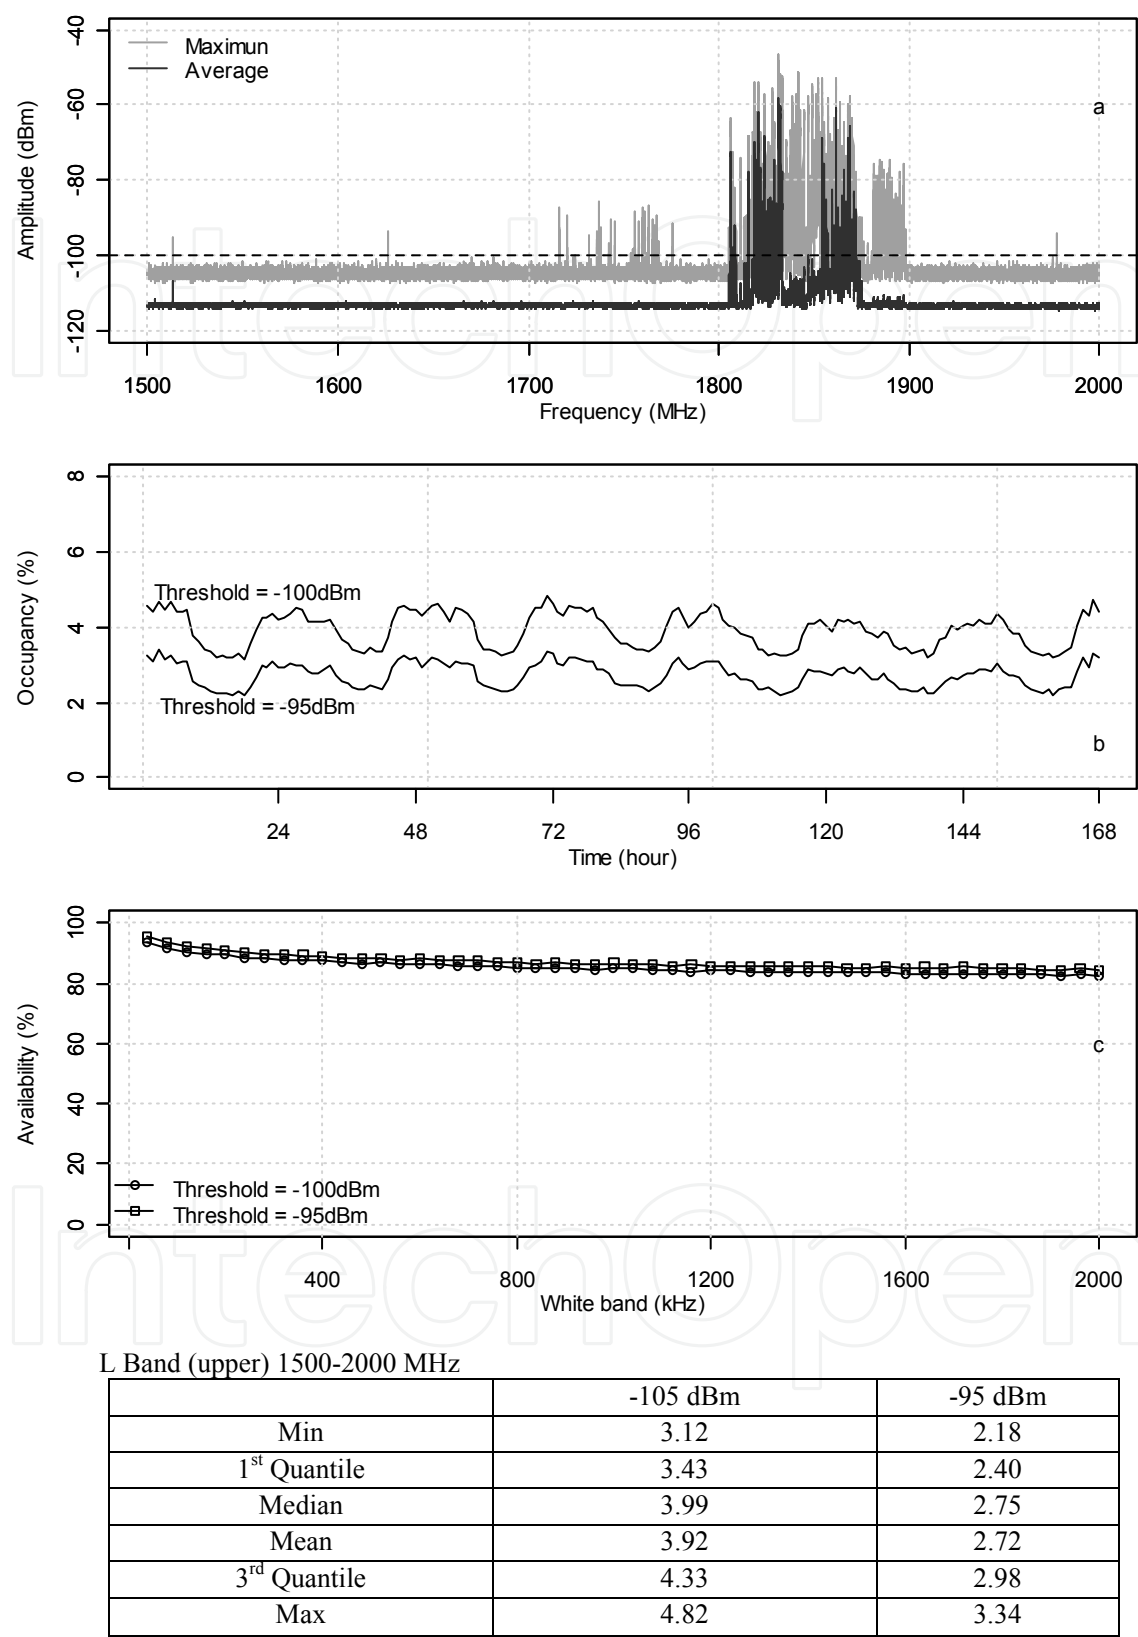 Maximun
Average
a
Amplitude (dBm)
-40
-60
-80
-100
-120
1500 1600 1700 1800 1900 2000
Frequency (MHz)
Occupancy (%)
8
6
4
2
0
Threshold = -100dBm
Threshold = -95dBm
b
24 48 72 96 120 144 168
Time (hour)
Availability (%)
100
80
60
40
20
0
c
Threshold = -100dBm
Threshold = -95dBm
400 800 1200 1600 2000
White band (kHz)
IntechOpen
IntechOpen
L Band (upper) 1500-2000 MHz
-105 dBm -95 dBm
Min 3.12 2.18
1st Quantile 3.43 2.40
Median 3.99 2.75
Mean 3.92 2.72
3rd Quantile 4.33 2.98
Max 4.82 3.34